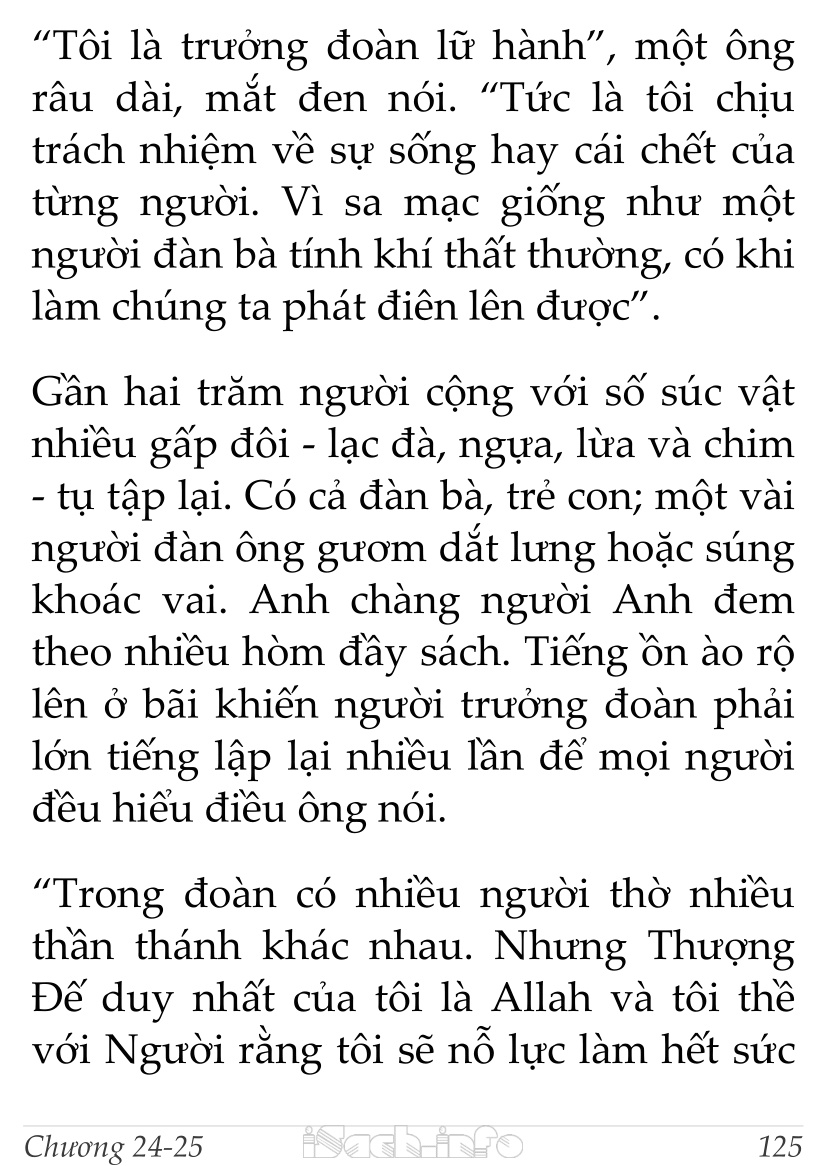 “Tôi là trưởng đoàn lữ hành”, một ông
râu dài, mắt đen nói. “Tức là tôi chịu
trách nhiệm về sự sống hay cái chết của
từng người. Vì sa mạc giống như một
người đàn bà tính khí thất thường, có khi
làm chúng ta phát điên lên được”.
Gần hai trăm người cộng với số súc vật
nhiều gấp đôi - lạc đà, ngựa, lừa và chim
- tụ tập lại. Có cả đàn bà, trẻ con; một vài
người đàn ông gươm dắt lưng hoặc súng
khoác vai. Anh chàng người Anh đem
theo nhiều hòm đầy sách. Tiếng ồn ào rộ
lên ở bãi khiến người trưởng đoàn phải
lớn tiếng lập lại nhiều lần để mọi người
đều hiểu điều ông nói.
“Trong đoàn có nhiều người thờ nhiều
thần thánh khác nhau. Nhưng Thượng
Đế duy nhất của tôi là Allah và tôi thề
với Người rằng tôi sẽ nỗ lực làm hết sức
Chương 24-25 iSach.info 125